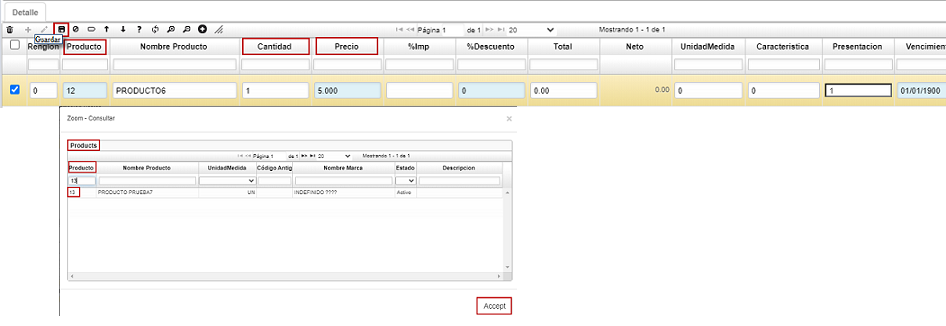 Detalle
Página 1 de 1 20 Mostrando 1 - 1 de 1
Guardar
Renglon Producto Nombre Producto Cantidad Precio %Imp %Descuento Total Neto UnidadMedida Caracteristica Presentacion Vencimien
0 12 PRODUCTO6 1 5.000 0 0.00 0.00 0 0 1 01/01/1900
Zoom - Consultar ×
Products
Página 1 de 1 20 Mostrando 1 - 1 de 1
Producto Nombre Producto UnidadMedida Código Antig Nombre Marca Estado Descripcion
13
13 PRODUCTO PRUEBA7 UN INDEFINIDO ???? Activo
Accept